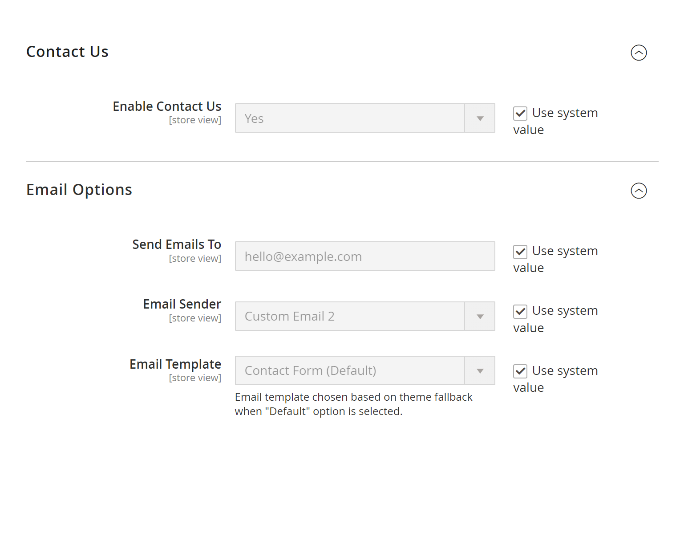 Contact Us
Enable Contact Us
[store view]
Yes
Use system
value
Email Options
Send Emails To
[store view]
hello@example.com
Use system
value
Email Sender
[store view]
Custom Email 2
Use system
value
Email Template
[store view]
Contact Form (Default)
Use system
value
Email template chosen based on theme fallback
when "Default" option is selected.